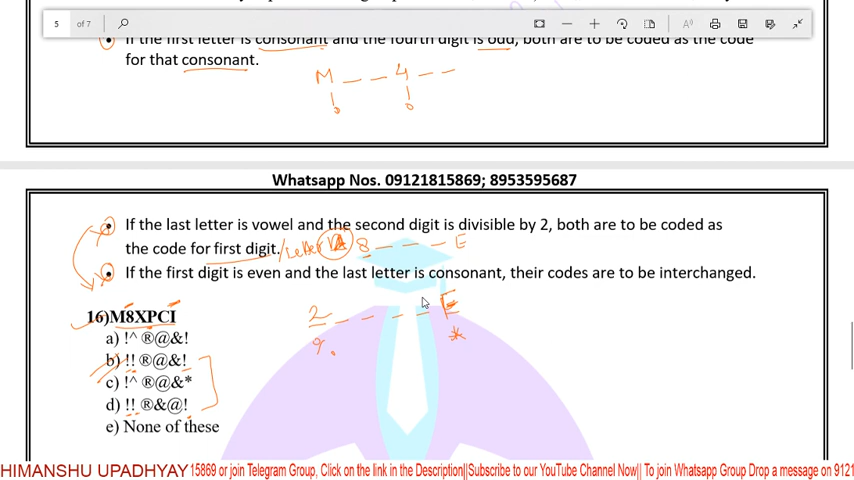 5 of 7
If the first letter is consonant and the fourth digit is odd, both are to be coded as the code
for that consonant.
M _ _ 4 _ _
0 0
Whatsapp Nos. 09121815869; 8953595687
• If the last letter is vowel and the second digit is divisible by 2, both are to be coded as
the code for first digit./Letter 8 _ _ _ E
• If the first digit is even and the last letter is consonant, their codes are to be interchanged.
2 _ _ _ _ E
% *
16)M8XPCI
a) !^ ®@&!
b) !! ®@&!
c) !^ ®@&*
d) !! ®&@!
e) None of these
HIMANSHU UPADHYAY 15869 or join Telegram Group, Click on the link in the Description||Subscribe to our YouTube Channel Now|| To join Whatsapp Group Drop a message on 9121